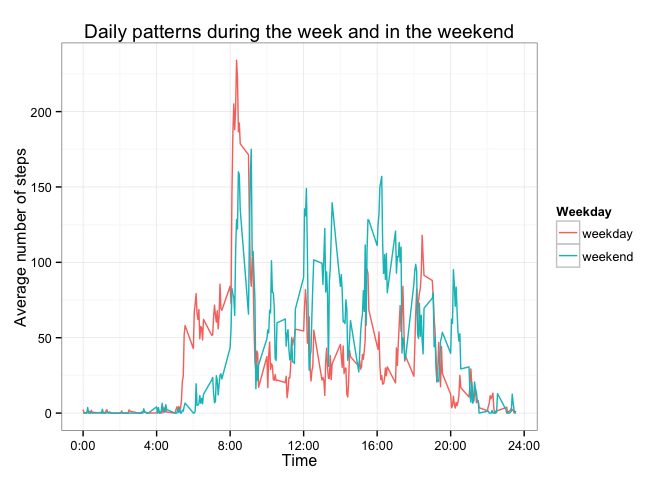 Daily patterns during the week and in the weekend
Average number of steps
200
150
100
50
0
0:00 4:00 8:00 12:00 16:00 20:00 24:00
Time
Weekday
weekday
weekend